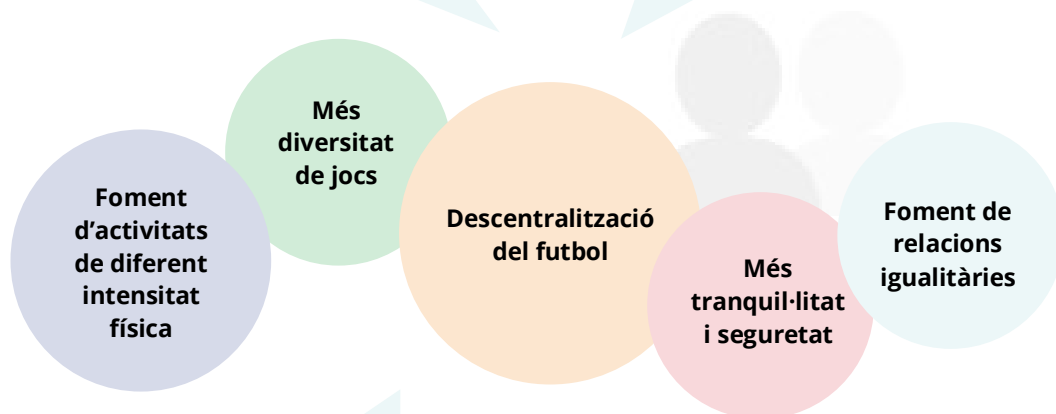 Foment
d’activitats
de diferent
intensitat
física
Més
diversitat
de jocs
Descentralització
del futbol
Més
tranquil·litat
i seguretat
Foment de
relacions
igualitàries